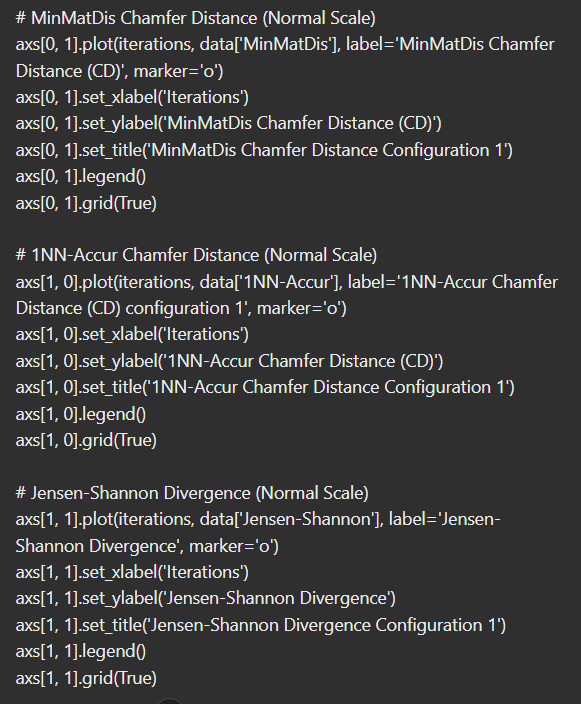 # MinMatDis Chamfer Distance (Normal Scale)
axs[0, 1].plot(iterations, data['MinMatDis'], label='MinMatDis Chamfer
Distance (CD)', marker='o')
axs[0, 1].set_xlabel('Iterations')
axs[0, 1].set_ylabel('MinMatDis Chamfer Distance (CD)')
axs[0, 1].set_title('MinMatDis Chamfer Distance Configuration 1')
axs[0, 1].legend()
axs[0, 1].grid(True)

# 1NN-Accur Chamfer Distance (Normal Scale)
axs[1, 0].plot(iterations, data['1NN-Accur'], label='1NN-Accur Chamfer
Distance (CD) configuration 1', marker='o')
axs[1, 0].set_xlabel('Iterations')
axs[1, 0].set_ylabel('1NN-Accur Chamfer Distance (CD)')
axs[1, 0].set_title('1NN-Accur Chamfer Distance Configuration 1')
axs[1, 0].legend()
axs[1, 0].grid(True)

# Jensen-Shannon Divergence (Normal Scale)
axs[1, 1].plot(iterations, data['Jensen-Shannon'], label='Jensen-
Shannon Divergence', marker='o')
axs[1, 1].set_xlabel('Iterations')
axs[1, 1].set_ylabel('Jensen-Shannon Divergence')
axs[1, 1].set_title('Jensen-Shannon Divergence Configuration 1')
axs[1, 1].legend()
axs[1, 1].grid(True)